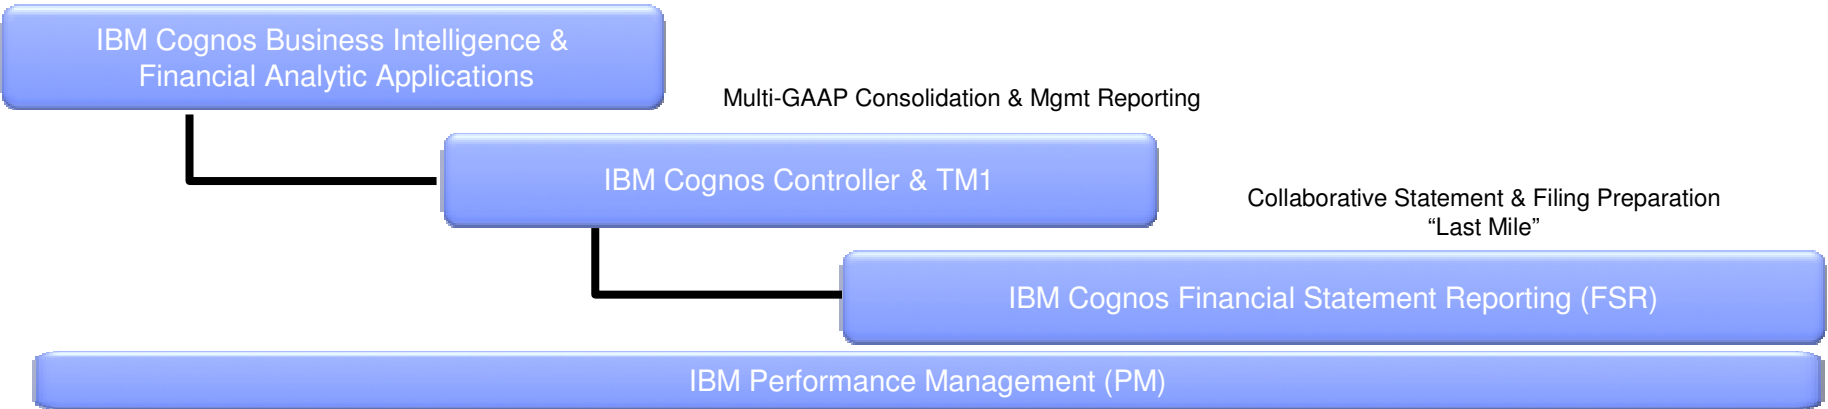 IBM Cognos Business Intelligence &
Financial Analytic Applications
Multi-GAAP Consolidation & Mgmt Reporting
IBM Cognos Controller & TM1
Collaborative Statement & Filing Preparation
“Last Mile”
IBM Cognos Financial Statement Reporting (FSR)
IBM Performance Management (PM)